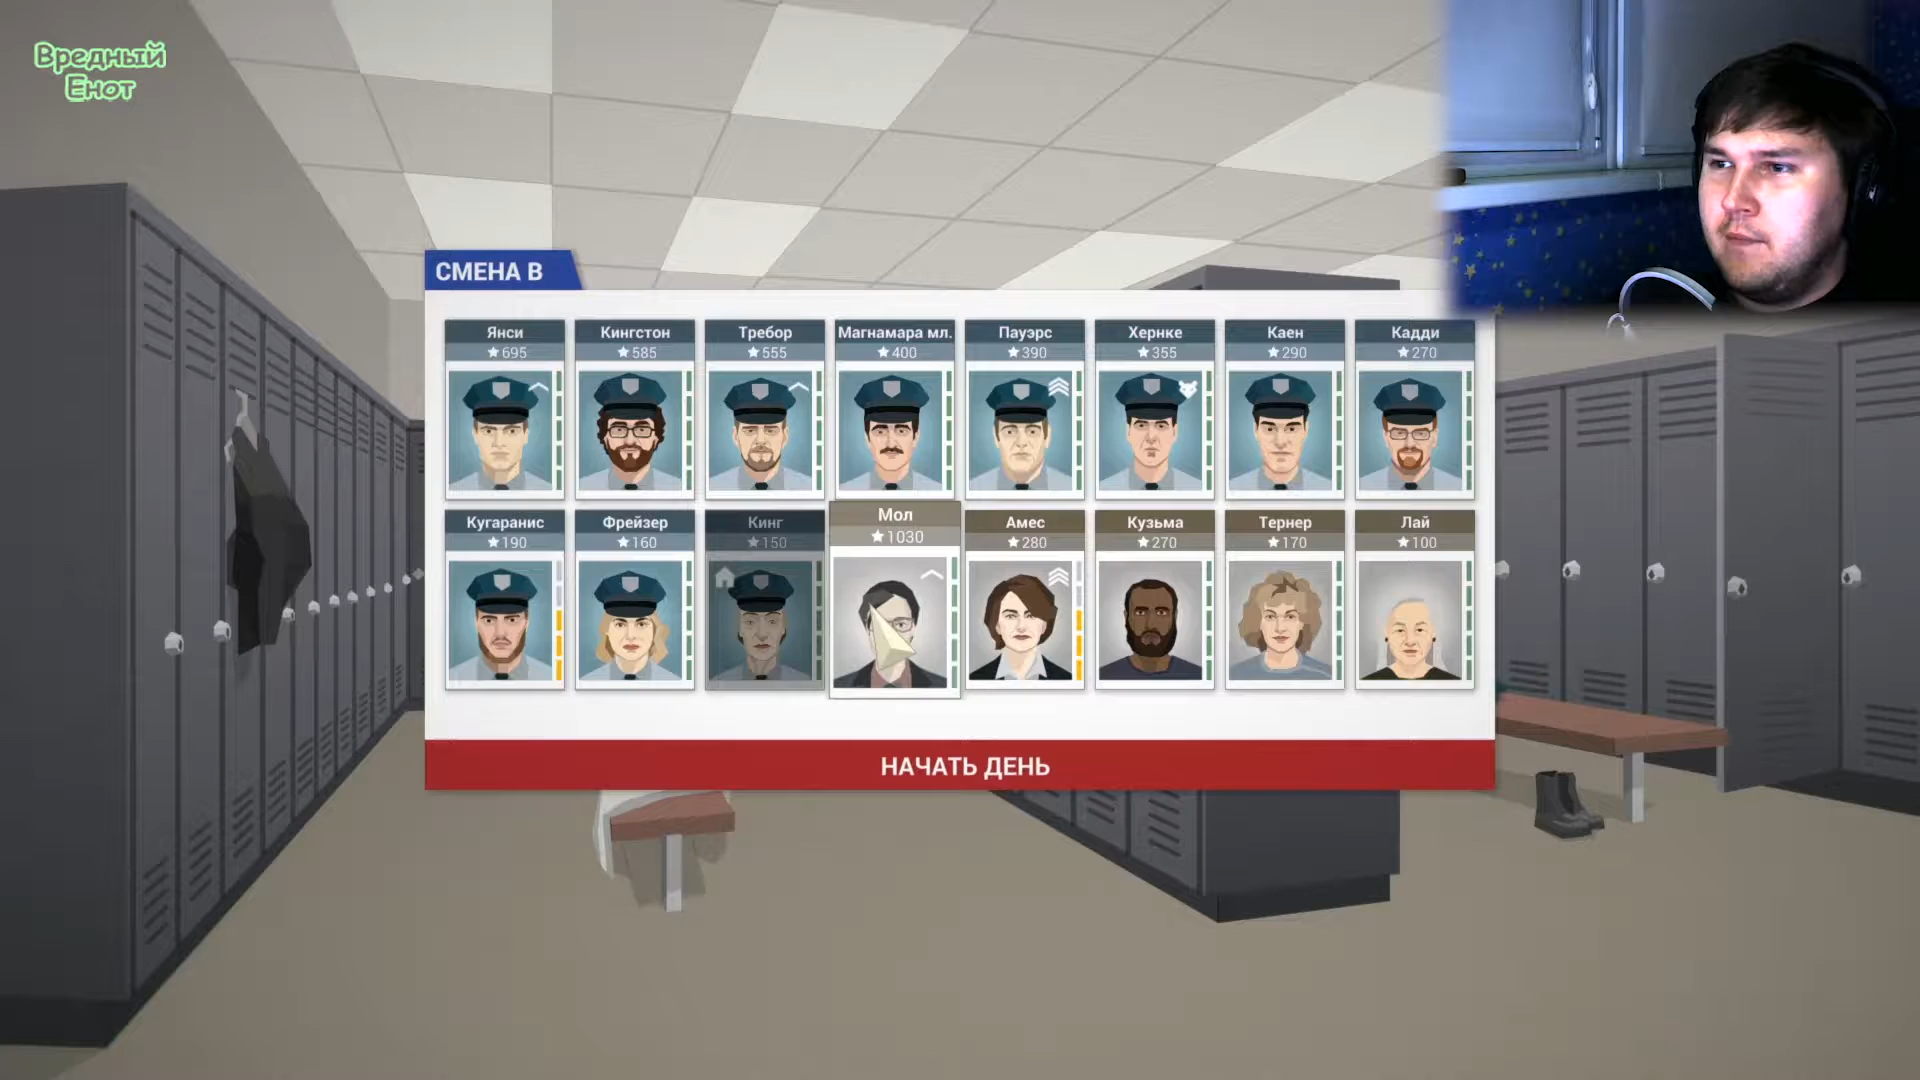 Вредный
Енот
СМЕНА B
Янси
695
Кингстон
585
Требор
555
Магнамара мл.
400
Пауэрс
390
Хернке
355
Каен
290
Кадди
270
Кугаранис
190
Фрейзер
160
Кинг
150
Мол
1030
Амес
280
Кузьма
270
Тернер
170
Лай
100
НАЧАТЬ ДЕНЬ